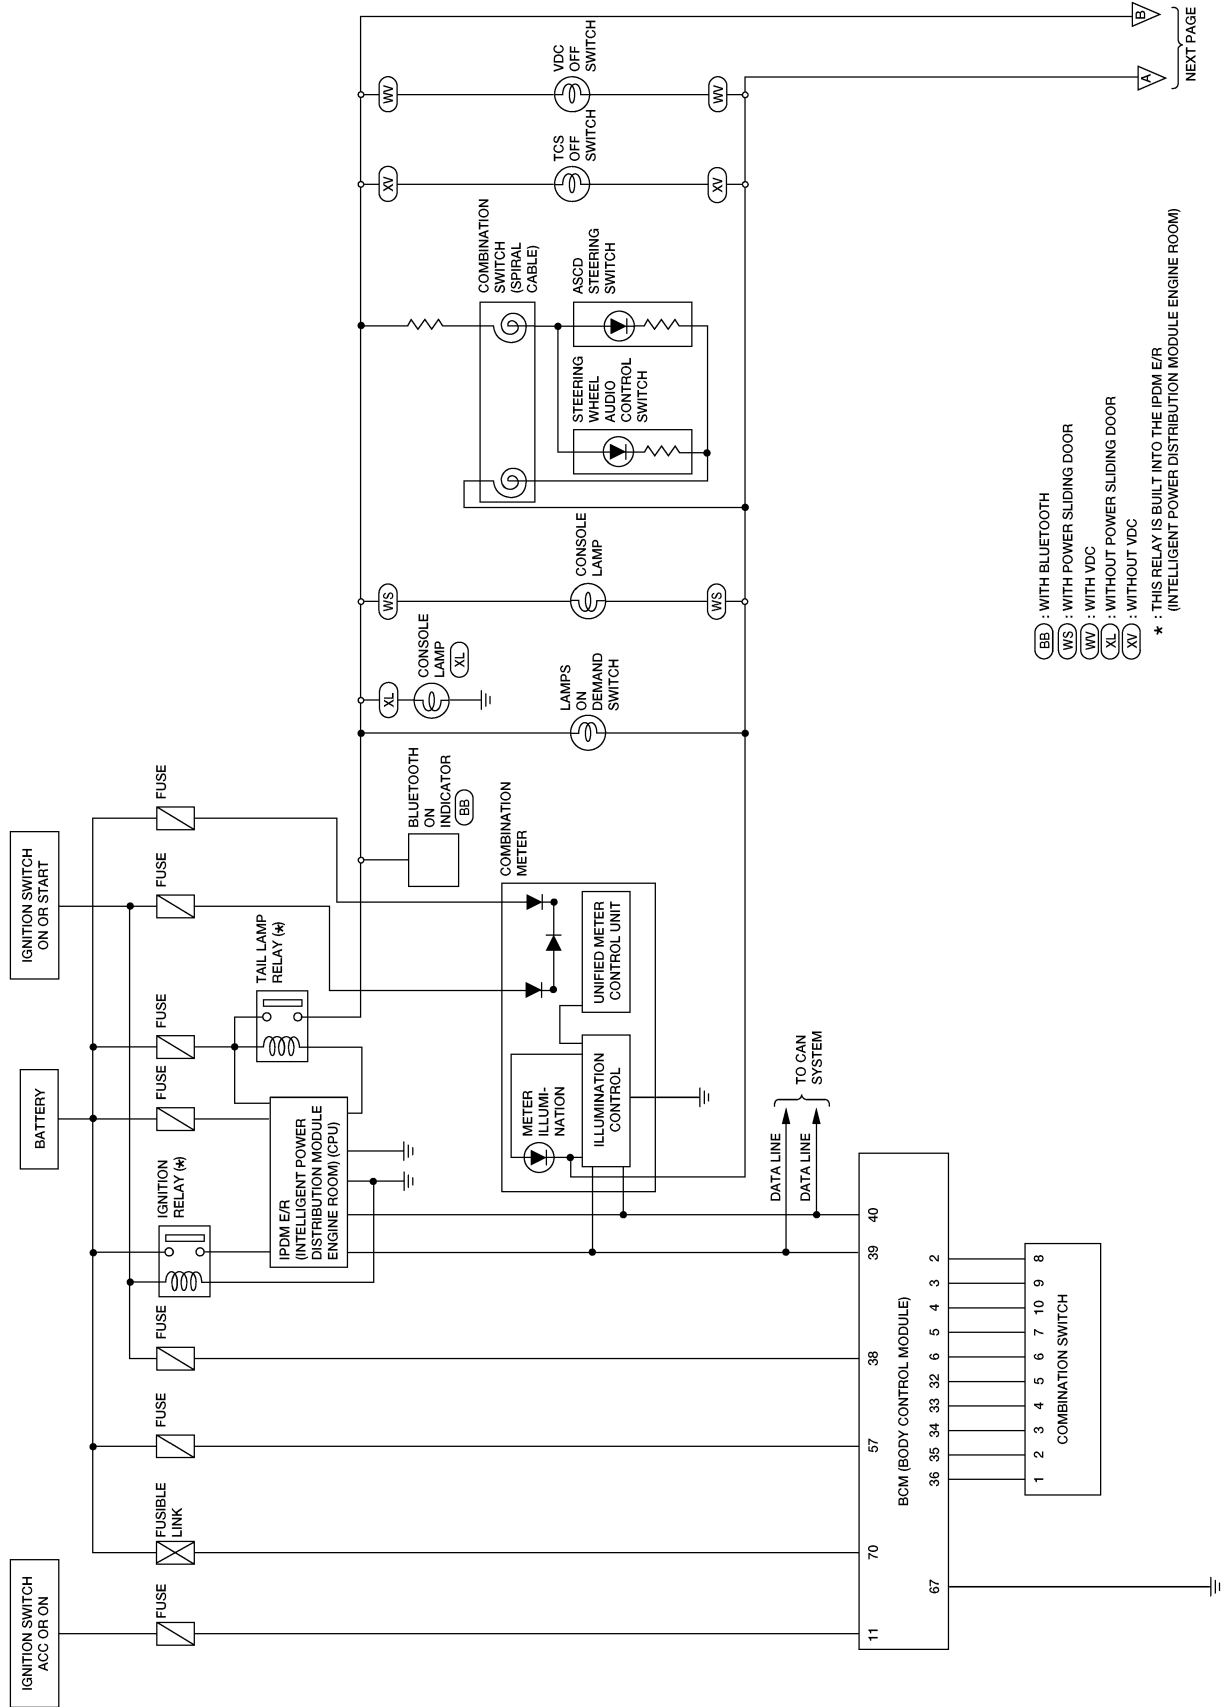 IGNITION SWITCH
ACC OR ON
BATTERY
IGNITION SWITCH
ON OR START
FUSE
FUSIBLE
LINK
FUSE
FUSE
IGNITION
RELAY (*)
FUSE
FUSE
TAIL LAMP
RELAY (*)
FUSE
FUSE
IPDM E/R
(INTELLIGENT POWER
DISTRIBUTION MODULE
ENGINE ROOM) (CPU)
BLUETOOTH
ON
INDICATOR
BB
XL
CONSOLE
LAMP
XL
WS
CONSOLE
LAMP
WS
LAMPS
ON
DEMAND
SWITCH
COMBINATION
SWITCH
(SPIRAL
CABLE)
STEERING
WHEEL
AUDIO
CONTROL
SWITCH
ASCD
STEERING
SWITCH
XV
TCS
OFF
SWITCH
XV
WV
VDC
OFF
SWITCH
WV
B
A
NEXT PAGE
COMBINATION
METER
METER
ILLUMI-
NATION
ILLUMINATION
CONTROL
UNIFIED METER
CONTROL UNIT
DATA LINE
DATA LINE
TO CAN
SYSTEM
11
70
57
38
39
40
BCM (BODY CONTROL MODULE)
67
36 35 34 33 32 6 5 4 3 2
1 2 3 4 5 6 7 10 9 8
COMBINATION SWITCH
BB : WITH BLUETOOTH
WS : WITH POWER SLIDING DOOR
WV : WITH VDC
XL : WITHOUT POWER SLIDING DOOR
XV : WITHOUT VDC
* : THIS RELAY IS BUILT INTO THE IPDM E/R
(INTELLIGENT POWER DISTRIBUTION MODULE ENGINE ROOM)